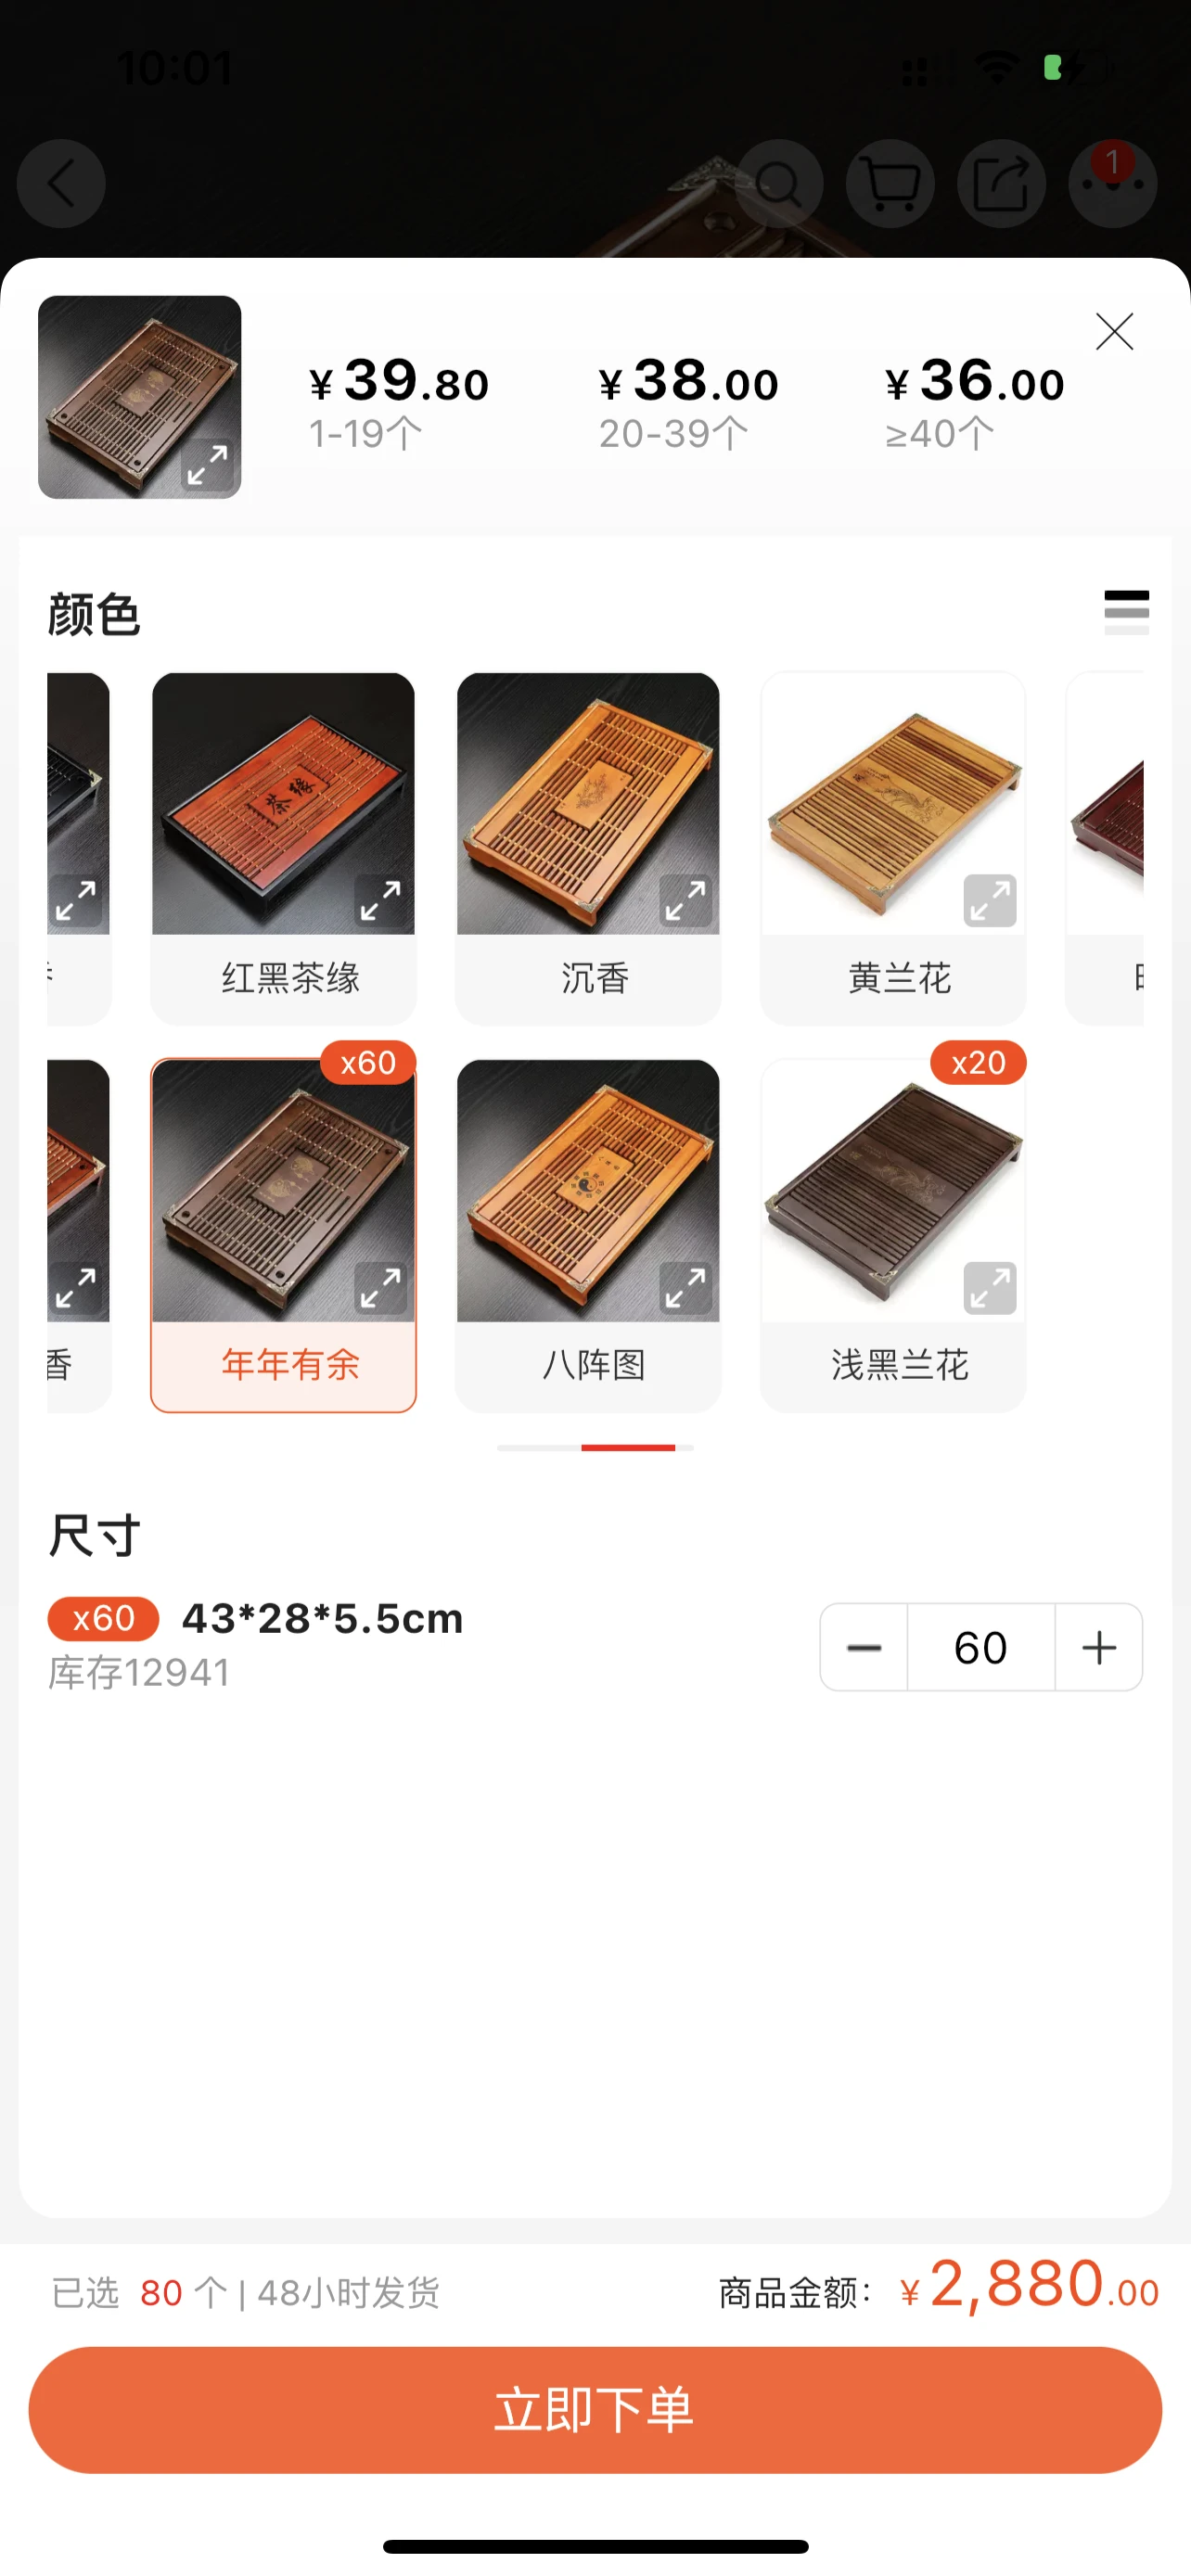 10:01
1
¥39.80
1-19个
¥38.00
20-39个
¥36.00
≥40个
颜色
茶缘
红黑茶缘
沉香
黄兰花
x60
x20
香
年年有余
八阵图
浅黑兰花
尺寸
x60 43*28*5.5cm
库存12941
60
已选 80 个 | 48小时发货
商品金额: ¥2,880.00
立即下单